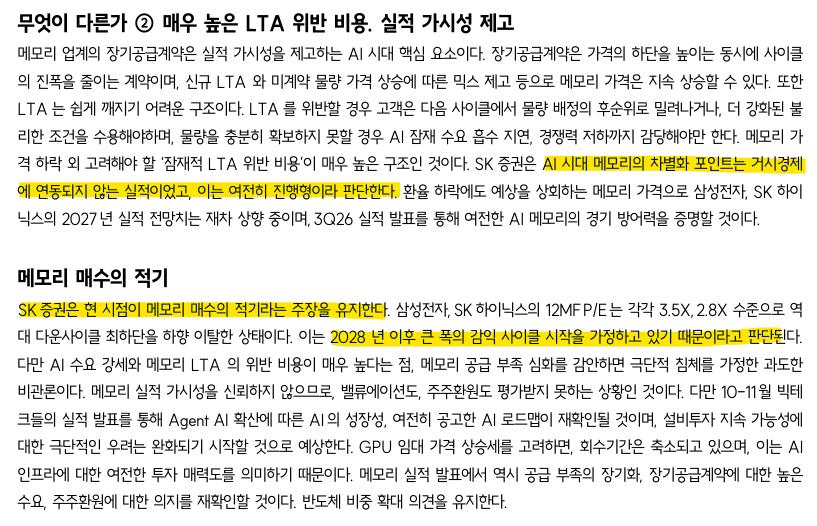 무엇이 다른가 ② 매우 높은 LTA 위반 비용. 실적 가시성 제고
메모리 업계의 장기공급계약은 실적 가시성을 제고하는 AI 시대 핵심 요소이다. 장기공급계약은 가격의 하단을 높이는 동시에 사이클
의 진폭을 줄이는 계약이며, 신규 LTA 와 미계약 물량 가격 상승에 따른 믹스 제고 등으로 메모리 가격은 지속 상승할 수 있다. 또한
LTA 는 쉽게 깨지기 어려운 구조이다. LTA 를 위반할 경우 고객은 다음 사이클에서 물량 배정의 후순위로 밀려나거나, 더 강화된 불
리한 조건을 수용해야하며, 물량을 충분히 확보하지 못할 경우 AI 잠재 수요 흡수 지연, 경쟁력 저하까지 감당해야만 한다. 메모리 가
격 하락 외 고려해야 할 '잠재적 LTA 위반 비용'이 매우 높은 구조인 것이다. SK 증권은 AI 시대 메모리의 차별화 포인트는 거시경제
에 연동되지 않는 실적이었고, 이는 여전히 진행형이라 판단한다. 환율 하락에도 예상을 상회하는 메모리 가격으로 삼성전자, SK 하이
닉스의 2027 년 실적 전망치는 재차 상향 중이며, 3Q26 실적 발표를 통해 여전한 AI 메모리의 경기 방어력을 증명할 것이다.
메모리 매수의 적기
SK 증권은 현 시점이 메모리 매수의 적기라는 주장을 유지한다. 삼성전자, SK 하이닉스의 12MF P/E 는 각각 3.5X, 2.8X 수준으로 역
대 다운사이클 최하단을 하향 이탈한 상태이다. 이는 2028 년 이후 큰 폭의 감익 사이클 시작을 가정하고 있기 때문이라고 판단된다.
다만 AI 수요 강세와 메모리 LTA 의 위반 비용이 매우 높다는 점, 메모리 공급 부족 심화를 감안하면 극단적 침체를 가정한 과도한
비관론이다. 메모리 실적 가시성을 신뢰하지 않으므로, 밸류에이션도, 주주환원도 평가받지 못하는 상황인 것이다. 다만 10-11월 빅테
크들의 실적 발표를 통해 Agent AI 확산에 따른 AI의 성장성, 여전히 공고한 AI 로드맵이 재확인될 것이며, 설비투자 지속 가능성에
대한 극단적인 우려는 완화되기 시작할 것으로 예상한다. GPU 임대 가격 상승세를 고려하면, 회수기간은 축소되고 있으며, 이는 AI
인프라에 대한 여전한 투자 매력도를 의미하기 때문이다. 메모리 실적 발표에서 역시 공급 부족의 장기화, 장기공급계약에 대한 높은
수요, 주주환원에 대한 의지를 재확인할 것이다. 반도체 비중 확대 의견을 유지한다.